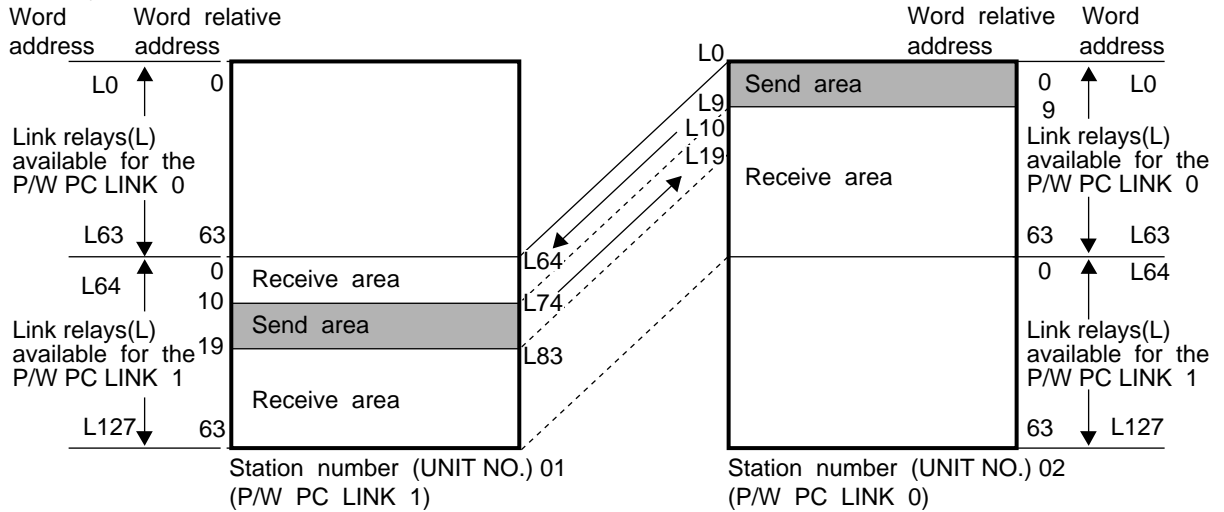 Word
address
Word relative
address
L0
0
Link relays(L)
available for the
P/W PC LINK 0
L63
63
L64
0
10
Link relays(L)
available for the
P/W PC LINK 1
19
L127
63
Receive area
Send area
Receive area
L64
L74
L83
Station number (UNIT NO.) 01
(P/W PC LINK 1)
L0
L9
L10
L19
Word relative
address
Word
address
Send area
Receive area
0
L0
9
Link relays(L)
available for the
P/W PC LINK 0
63
L63
0
L64
Link relays(L)
available for the
P/W PC LINK 1
63
L127
Station number (UNIT NO.) 02
(P/W PC LINK 0)